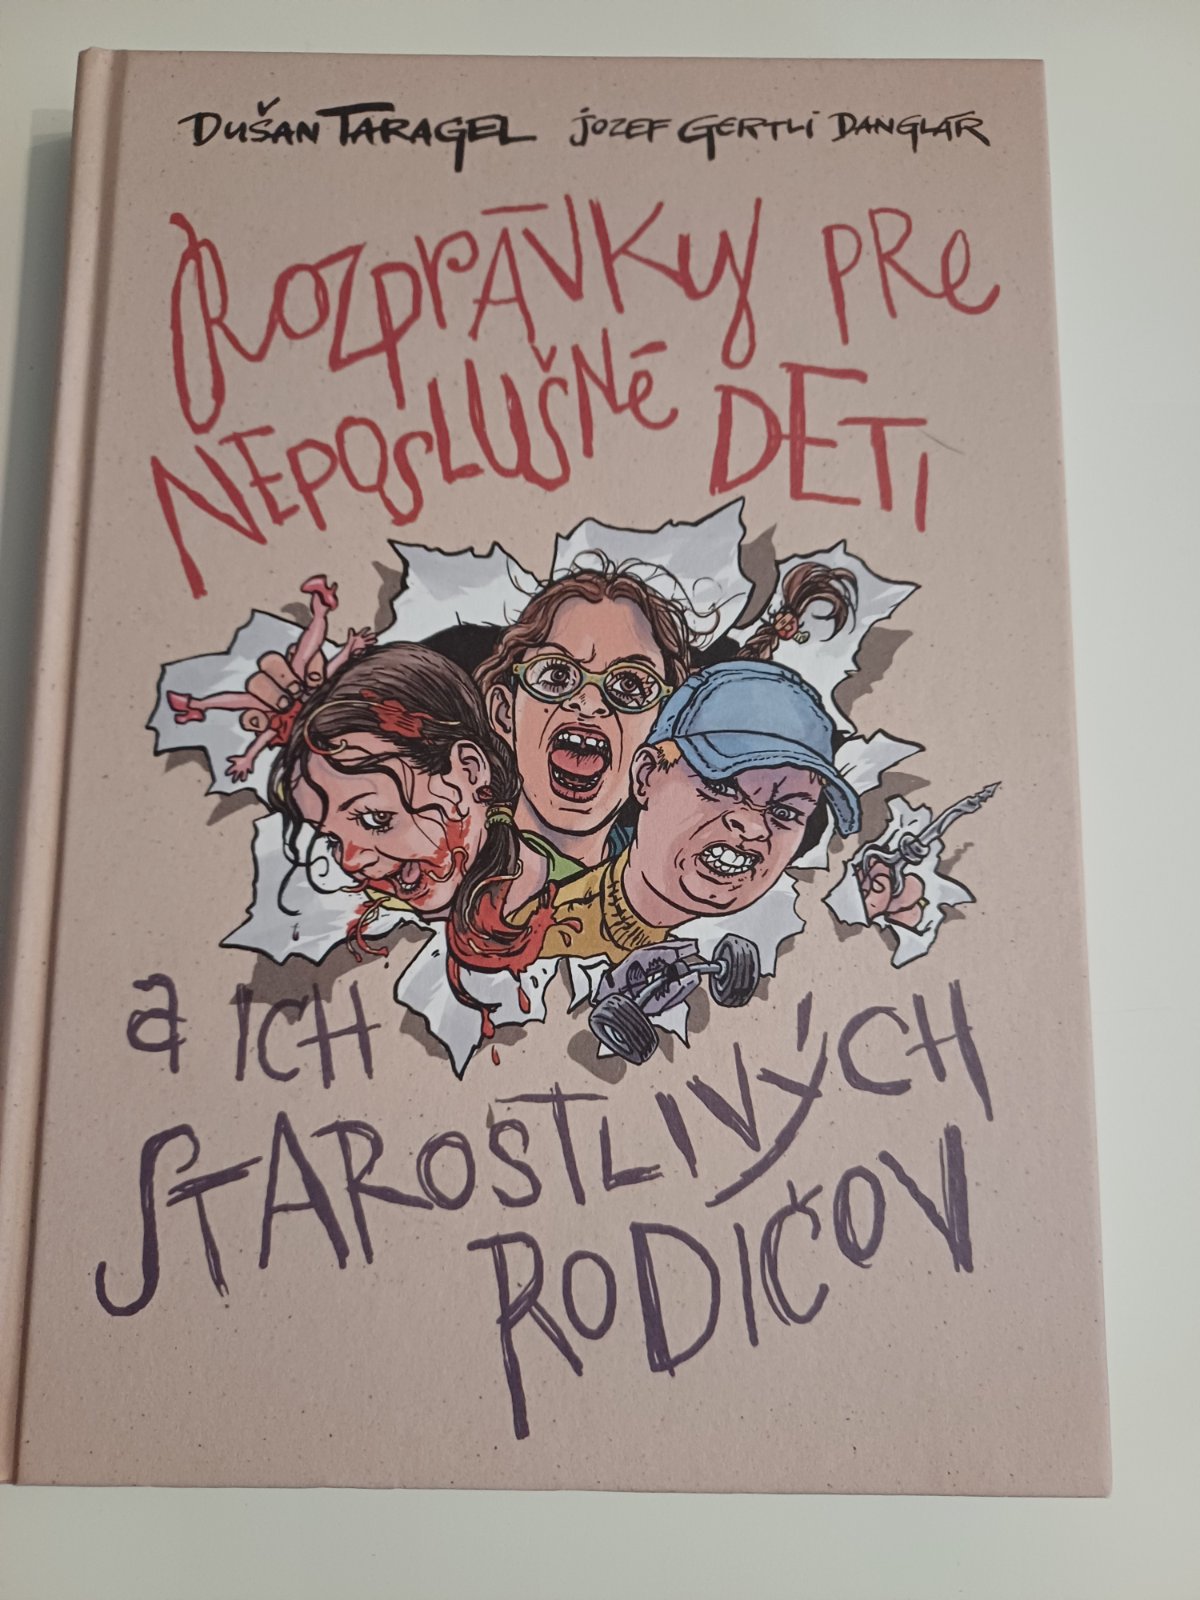 DUŠAN TARAGEL JOZEF GERTLI DANGLÁR
ROZPRÁVKY PRE
NEPOSLUŠNÉ DETI
a ICH
STAROSTLIVÝCH
RODIČOV